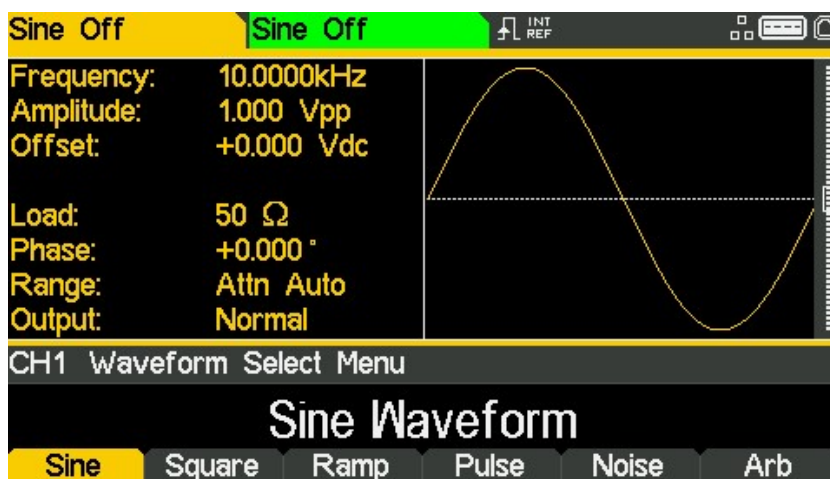 Sine Off Sine Off INT REF
Frequency: 10.0000kHz
Amplitude: 1.000 Vpp
Offset: +0.000 Vdc
Load: 50 Ω
Phase: +0.000 °
Range: Attn Auto
Output: Normal
CH1 Waveform Select Menu
Sine Waveform
Sine Square Ramp Pulse Noise Arb